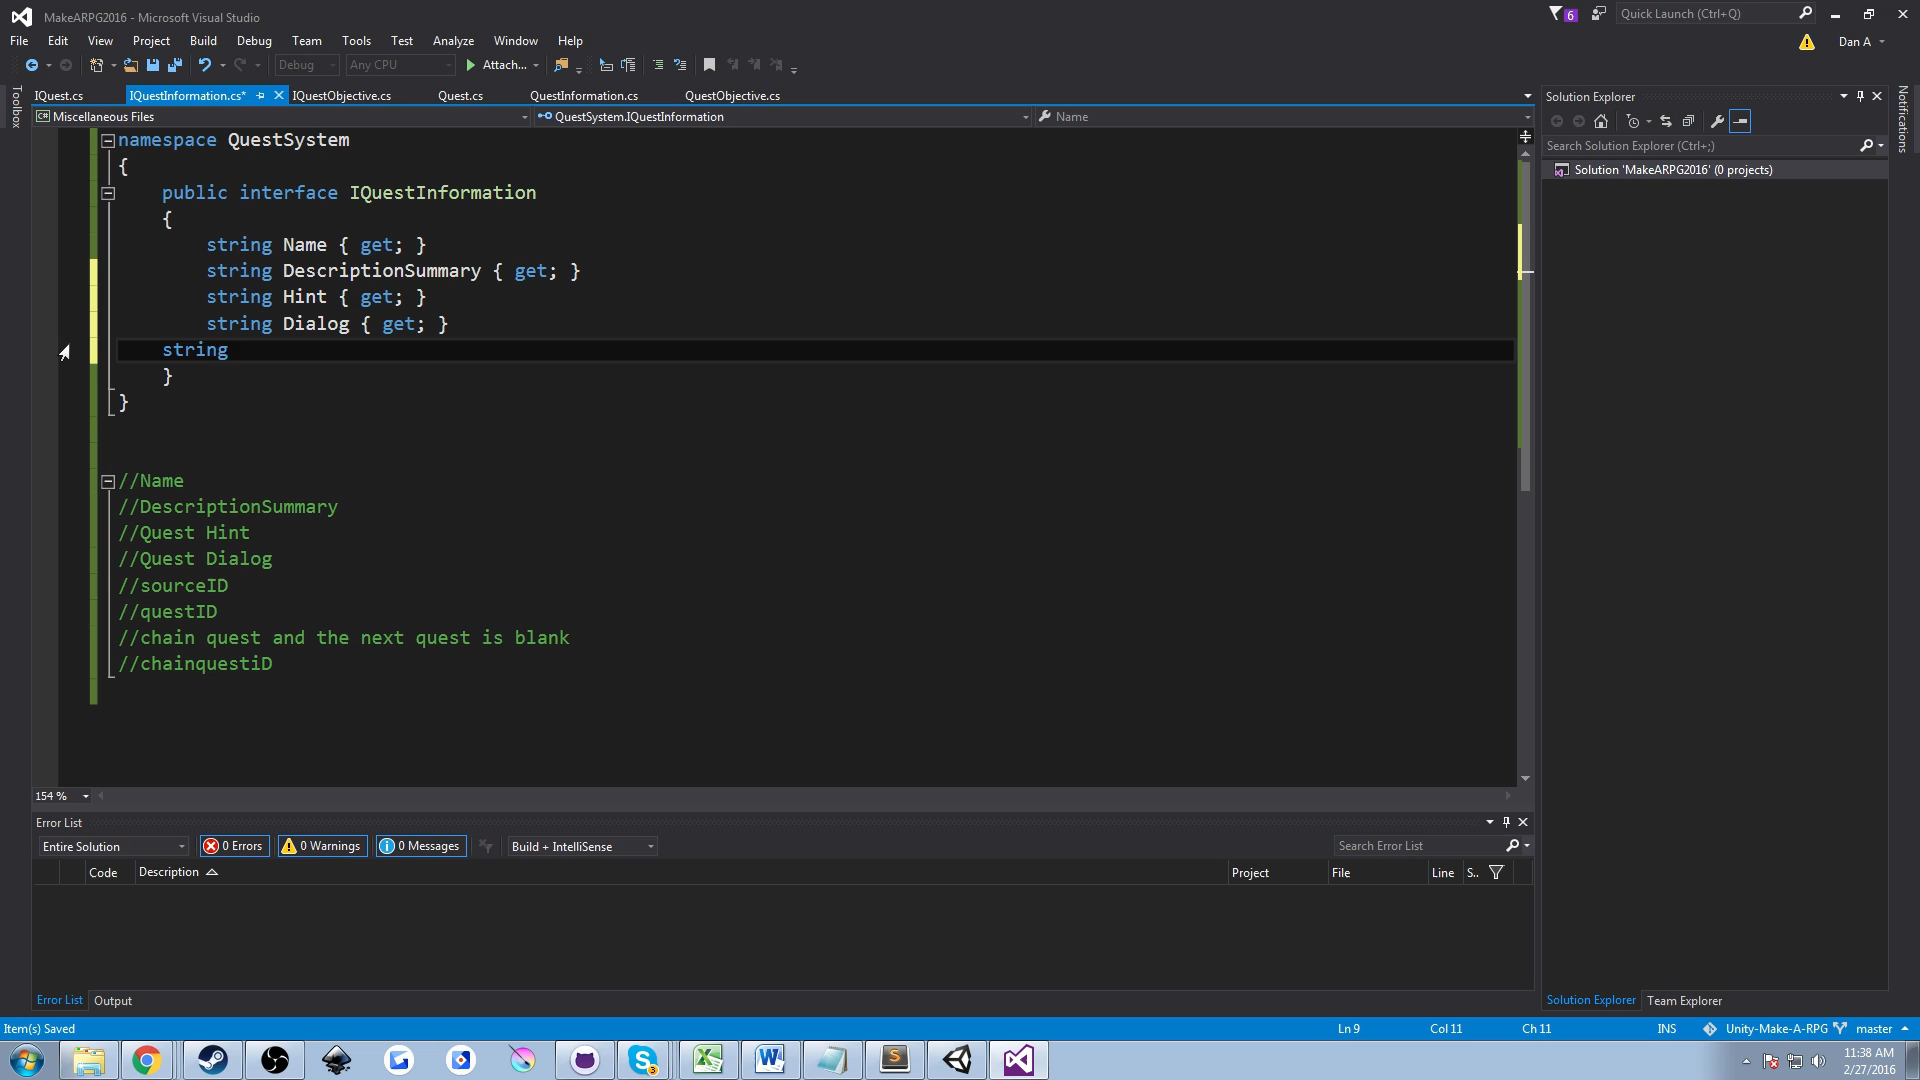 MakeARPG2016 - Microsoft Visual Studio
6
Quick Launch (Ctrl+Q)
File Edit View Project Build Debug Team Tools Test Analyze Window Help
Dan A
Debug Any CPU Attach...
Toolbox
IQuest.cs IQuestInformation.cs* IQuestObjective.cs Quest.cs QuestInformation.cs QuestObjective.cs
Miscellaneous Files QuestSystem.IQuestInformation Name
namespace QuestSystem
{
public interface IQuestInformation
{
string Name { get; }
string DescriptionSummary { get; }
string Hint { get; }
string Dialog { get; }
string
}
}
//Name
//DescriptionSummary
//Quest Hint
//Quest Dialog
//sourceID
//questID
//chain quest and the next quest is blank
//chainquestiD
154 %
Error List
Entire Solution 0 Errors 0 Warnings 0 Messages Build + IntelliSense Search Error List
Code Description Project File Line S..
Error List Output
Solution Explorer
Search Solution Explorer (Ctrl+;)
Solution 'MakeARPG2016' (0 projects)
Solution Explorer Team Explorer
Notifications
Item(s) Saved Ln 9 Col 11 Ch 11 INS Unity-Make-A-RPG master
11:38 AM
2/27/2016